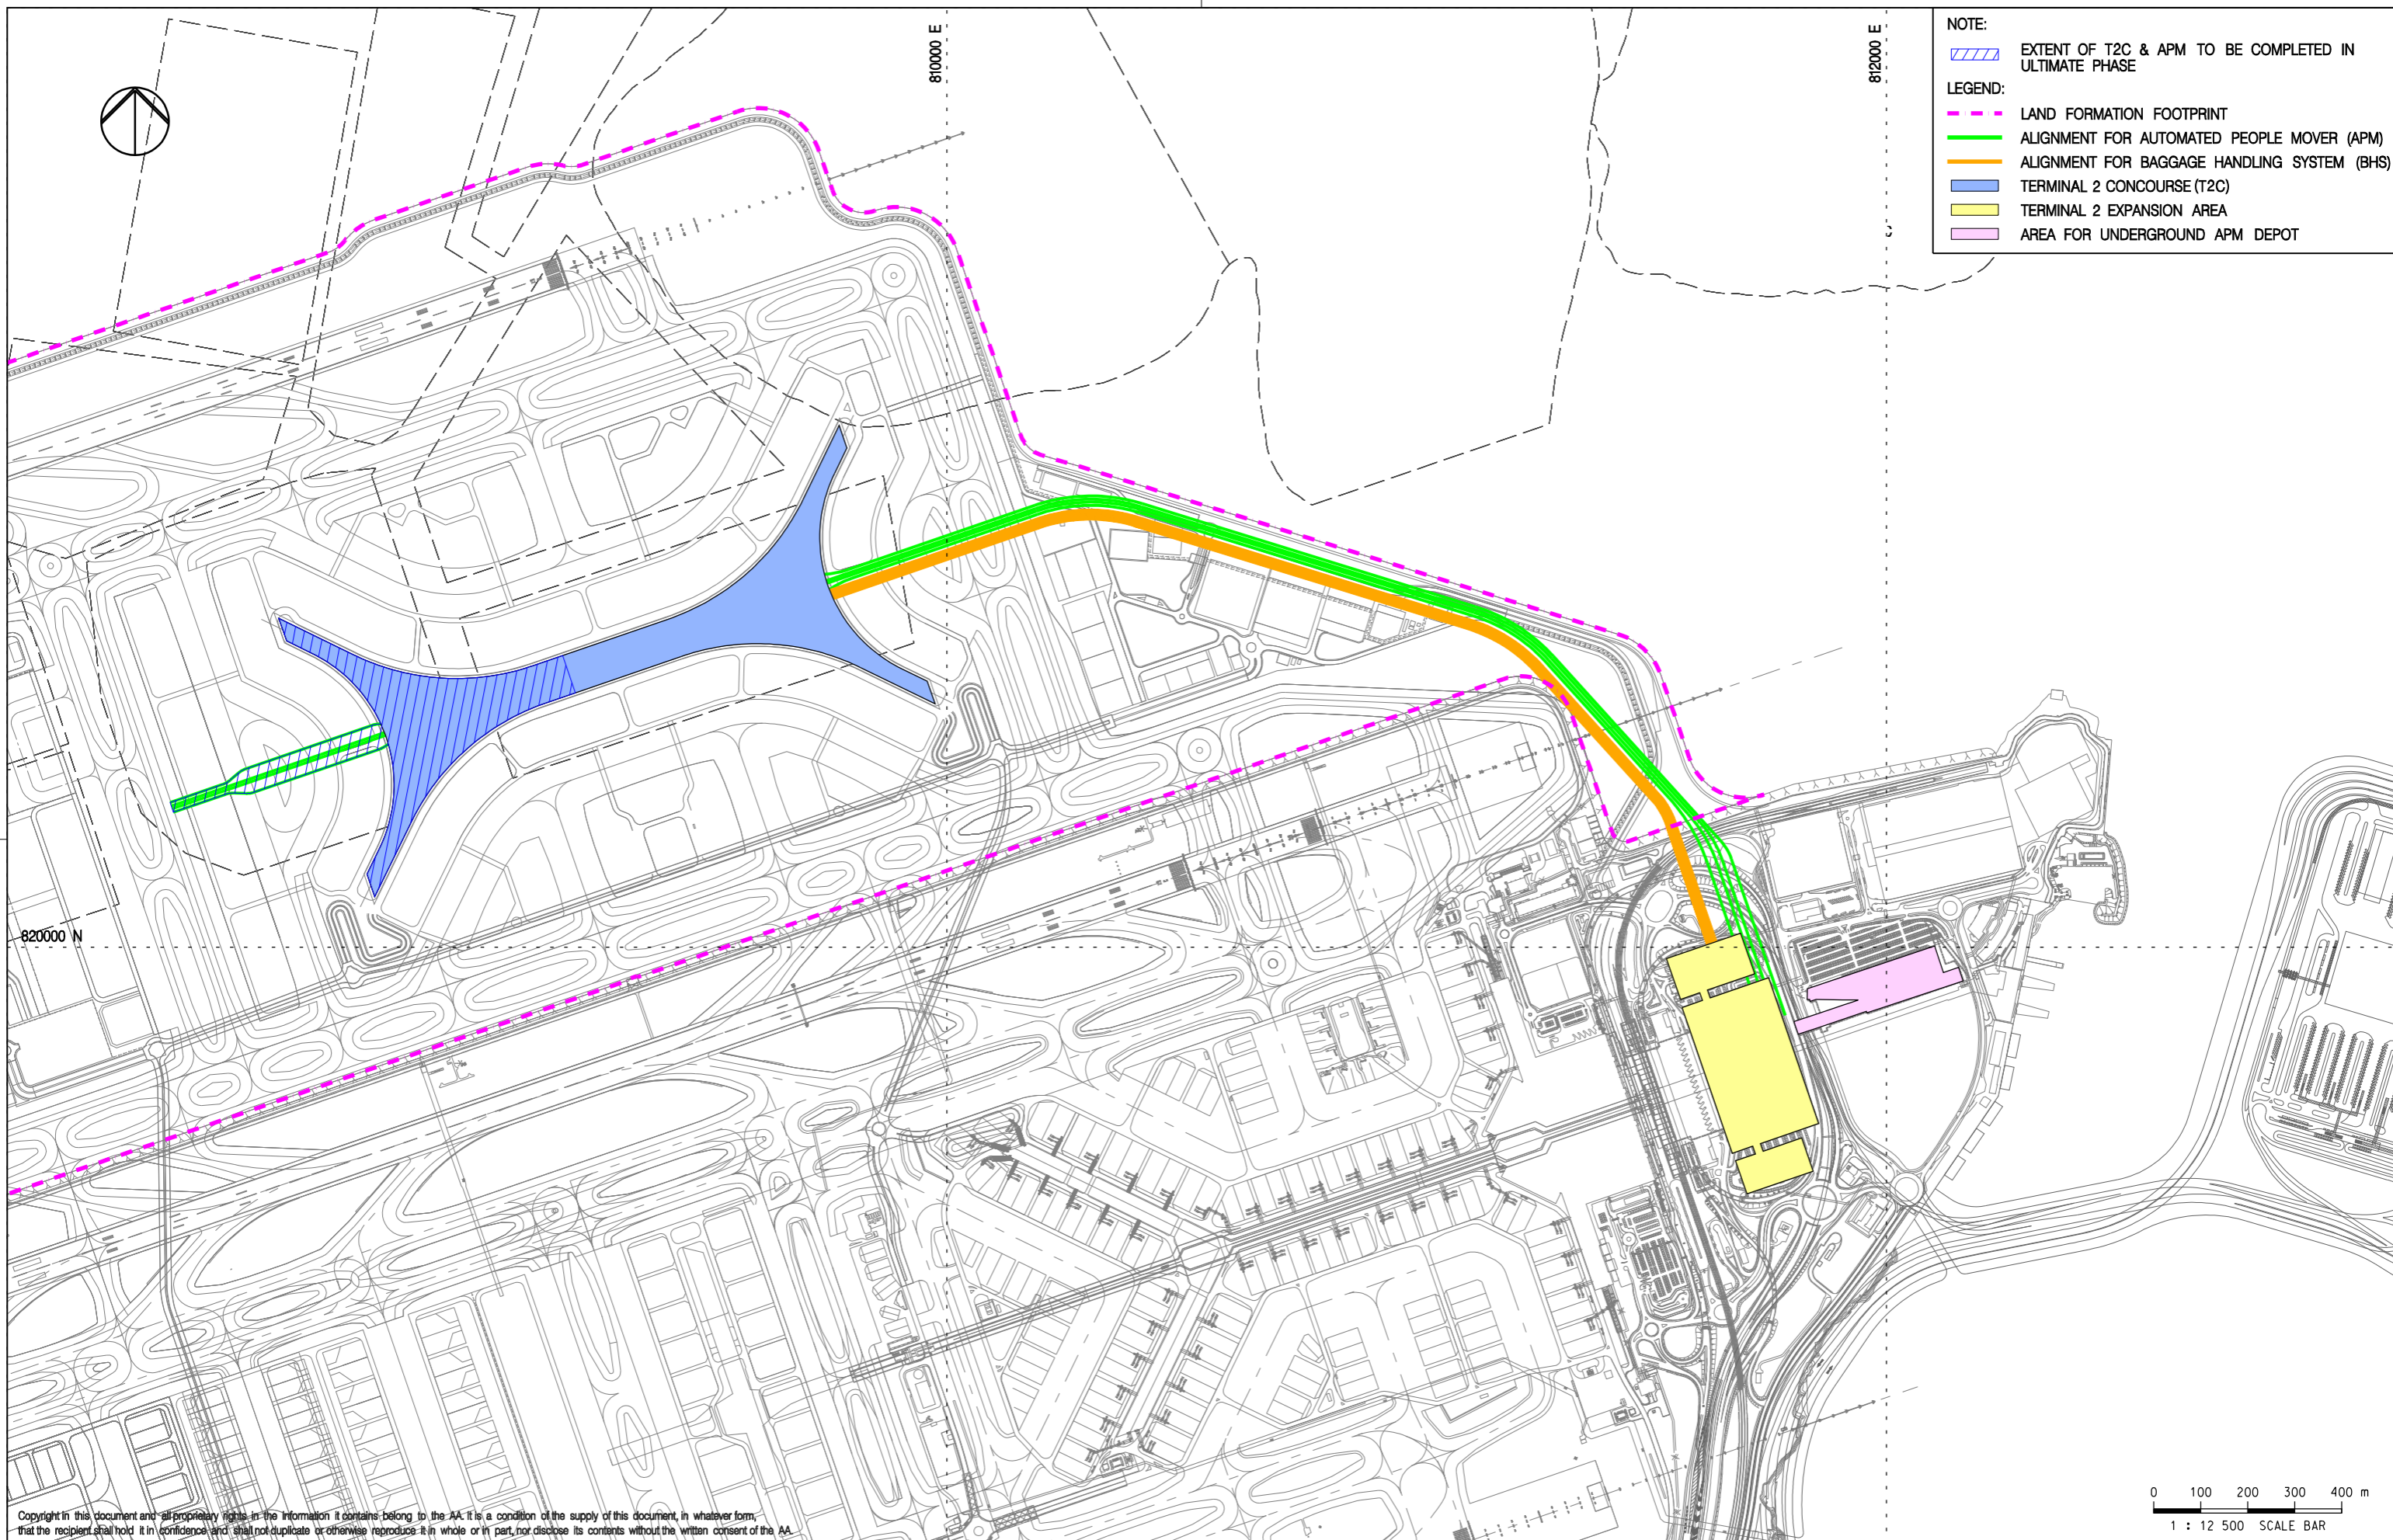 810000 E
812000 E
NOTE:
EXTENT OF T2C & APM TO BE COMPLETED IN
ULTIMATE PHASE
LEGEND:
LAND FORMATION FOOTPRINT
ALIGNMENT FOR AUTOMATED PEOPLE MOVER (APM)
ALIGNMENT FOR BAGGAGE HANDLING SYSTEM (BHS)
TERMINAL 2 CONCOURSE (T2C)
TERMINAL 2 EXPANSION AREA
AREA FOR UNDERGROUND APM DEPOT
820000 N
0 100 200 300 400 m
1 : 12 500 SCALE BAR
Copyright in this document and all proprietary rights in the information it contains belong to the AA. It is a condition of the supply of this document, in whatever form,
that the recipient shall hold it in confidence and shall not duplicate or otherwise reproduce it in whole or in part, nor disclose its contents without the written consent of the AA.